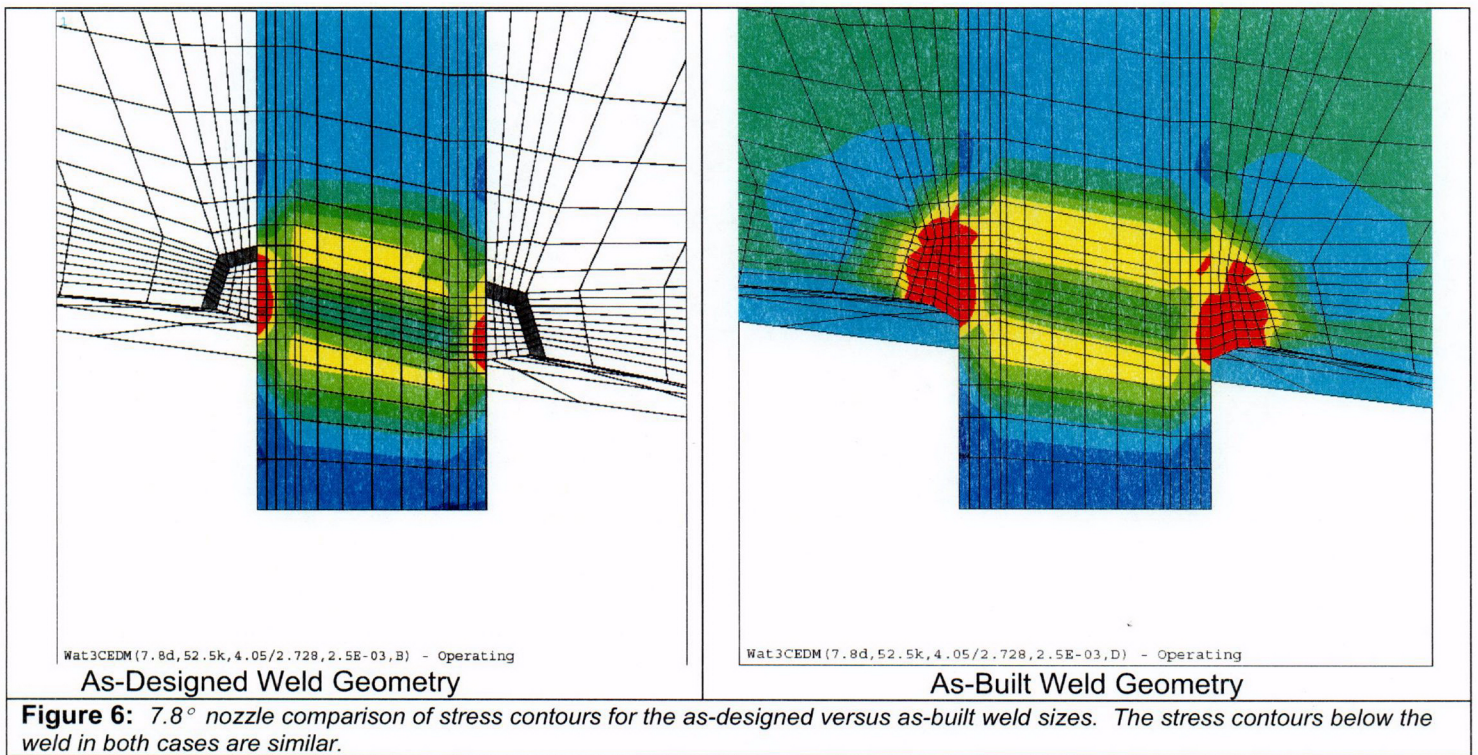 1
Wat3CEDM(7.8d,52.5k,4.05/2.728,2.5E-03,B) - Operating
As-Designed Weld Geometry
Wat3CEDM(7.8d,52.5k,4.05/2.728,2.5E-03,D) - Operating
As-Built Weld Geometry
Figure 6: 7.8° nozzle comparison of stress contours for the as-designed versus as-built weld sizes. The stress contours below the
weld in both cases are similar.